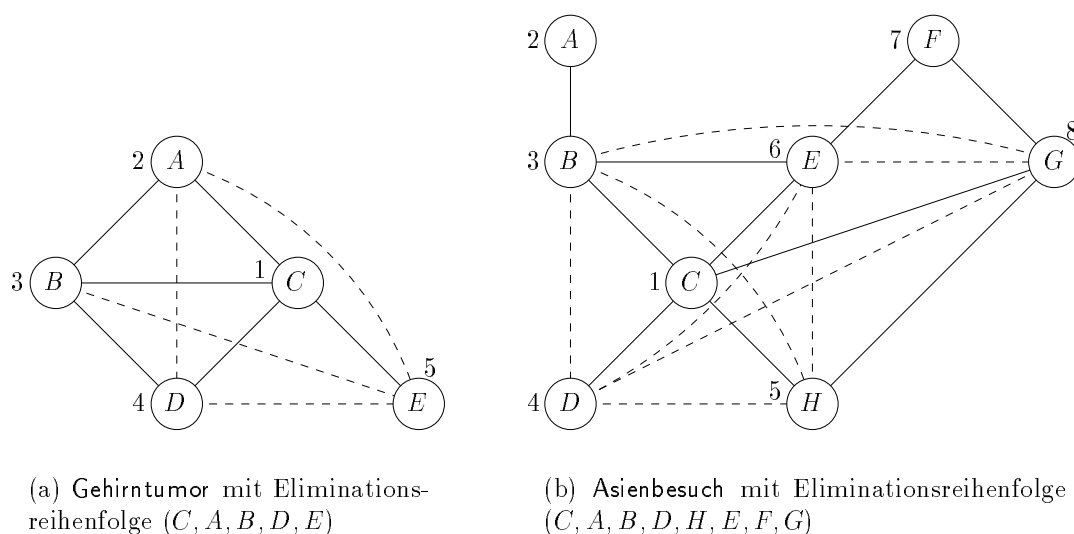 2 A
7 F
2 A
3 B
6 E
8 G
3 B
1 C
1 C
4 D
5 E
4 D
5 H
(a) Gehirntumor mit Eliminations-
reihenfolge (C, A, B, D, E)
(b) Asienbesuch mit Eliminationsreihenfolge
(C, A, B, D, H, E, F, G)